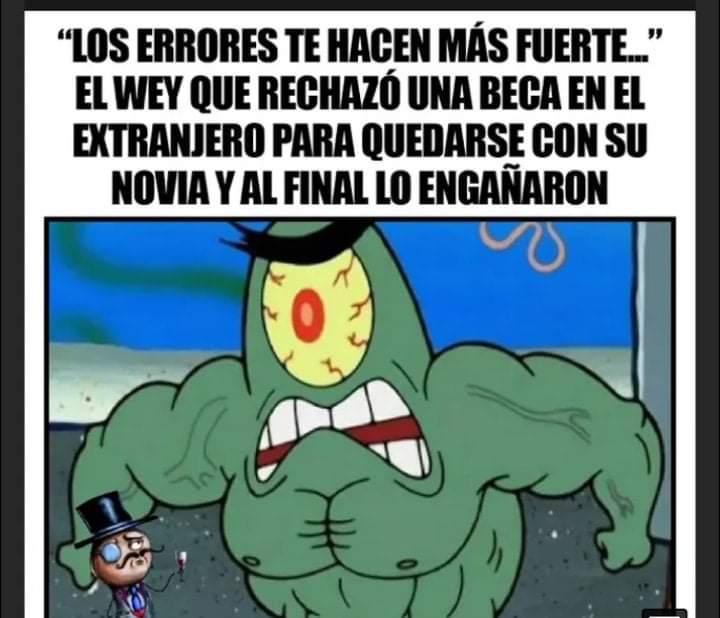 “LOS ERRORES TE HACEN MÁS FUERTE...”
EL WEY QUE RECHAZÓ UNA BECA EN EL
EXTRANJERO PARA QUEDARSE CON SU
NOVIA Y AL FINAL LO ENGAÑARON